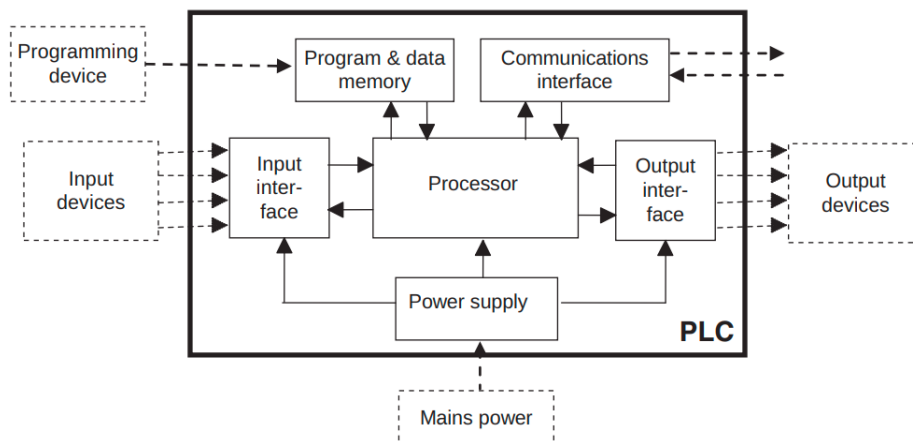 Programming
device
Program & data
memory
Communications
interface
Input
devices
Input
inter-
face
Processor
Output
inter-
face
Output
devices
Power supply
PLC
Mains power